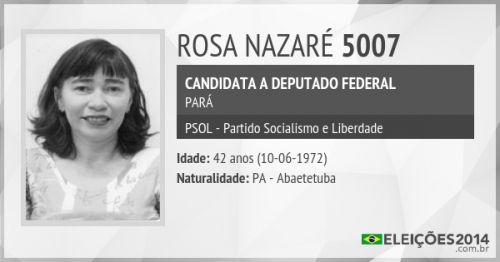 ROSA NAZARÉ 5007
CANDIDATA A DEPUTADO FEDERAL
PARÁ
PSOL - Partido Socialismo e Liberdade
Idade: 42 anos (10-06-1972)
Naturalidade: PA - Abaetetuba
ELEIÇÕES2014
.com.br